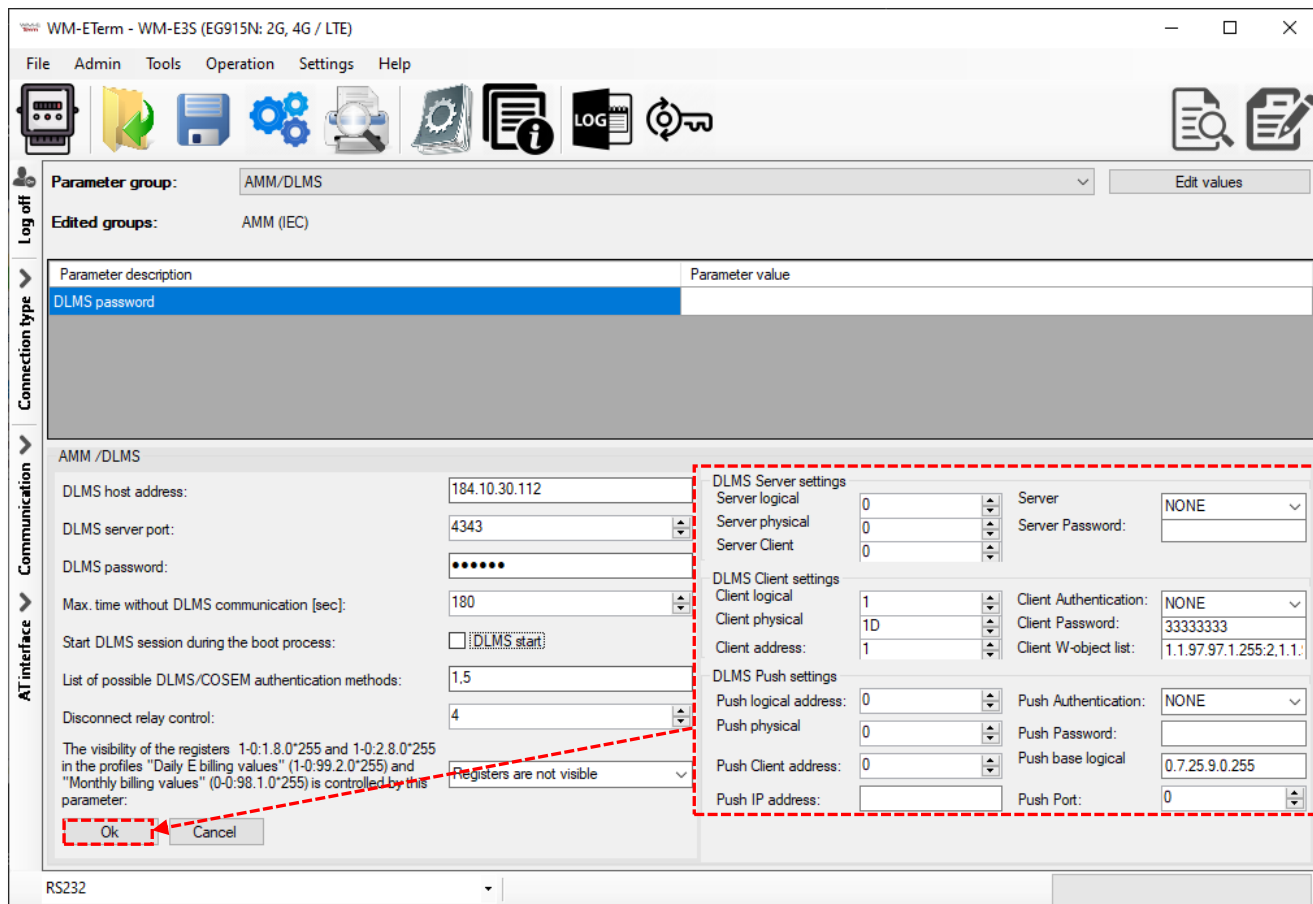 WM-ETerm - WM-E3S (EG915N: 2G, 4G / LTE)
File Admin Tools Operation Settings Help
LOG
Log off
Connection type
Communication
AT interface
Parameter group: AMM/DLMS Edit values
Edited groups: AMM (IEC)
Parameter description Parameter value
DLMS password
AMM /DLMS
DLMS host address: 184.10.30.112
DLMS server port: 4343
DLMS password: ●●●●●●
Max. time without DLMS communication [sec]: 180
Start DLMS session during the boot process: DLMS start
List of possible DLMS/COSEM authentication methods: 1,5
Disconnect relay control: 4
The visibility of the registers 1-0:1.8.0*255 and 1-0:2.8.0*255
in the profiles "Daily E billing values" (1-0:99.2.0*255) and
"Monthly billing values" (0-0:98.1.0*255) is controlled by this
parameter:
Registers are not visible
Ok Cancel
DLMS Server settings
Server logical 0 Server NONE
Server physical 0 Server Password:
Server Client 0
DLMS Client settings
Client logical 1 Client Authentication: NONE
Client physical 1D Client Password: 33333333
Client address: 1 Client W-object list: 1.1.97.97.1.255:2,1.1.
DLMS Push settings
Push logical address: 0 Push Authentication: NONE
Push physical 0 Push Password:
Push Client address: 0 Push base logical 0.7.25.9.0.255
Push IP address: Push Port: 0
RS232